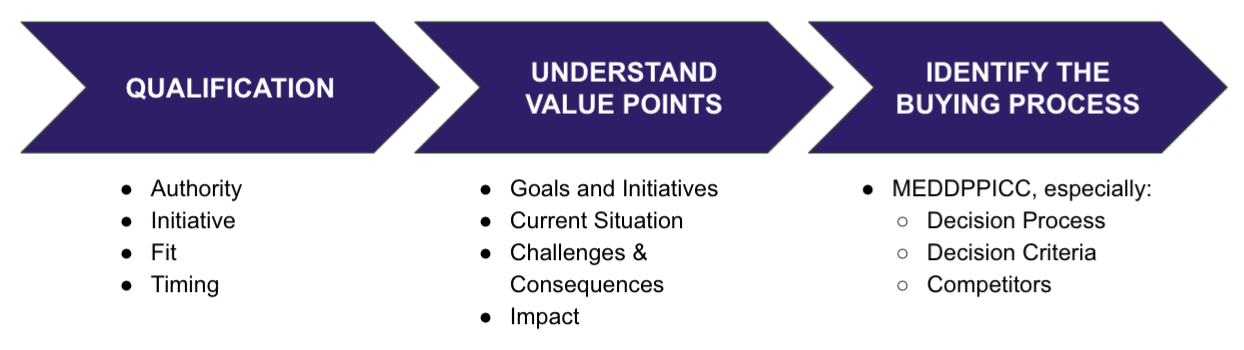 QUALIFICATION
● Authority
● Initiative
● Fit
● Timing
UNDERSTAND
VALUE POINTS
● Goals and Initiatives
● Current Situation
● Challenges &
Consequences
● Impact
IDENTIFY THE
BUYING PROCESS
● MEDDPPICC, especially:
○ Decision Process
○ Decision Criteria
○ Competitors